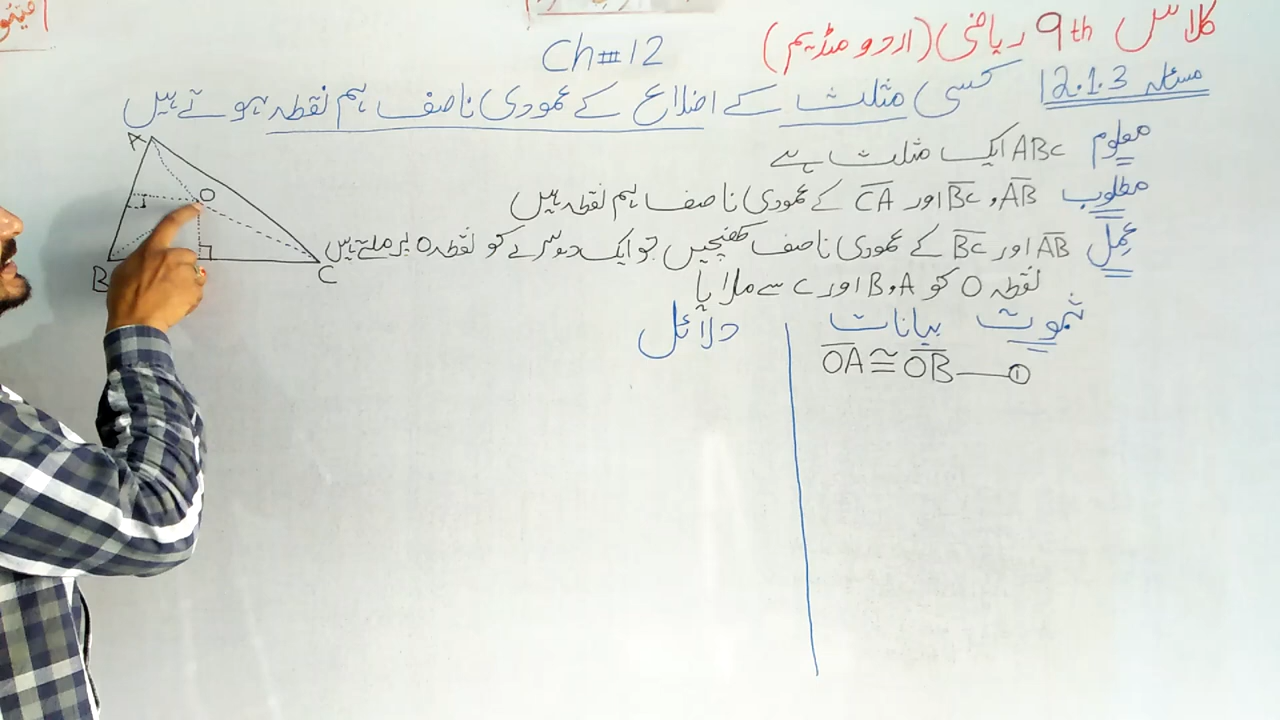 کلاس 9th ریاضی (اردو میڈیم)
Ch#12
مسئلہ 12.1.3 کسی مثلث کے اضلاع کے عمودی ناصف ہم نقطہ ہوتے ہیں
معلوم ABC ایک مثلث ہے
مطلوب AB، BC اور CA کے عمودی ناصف ہم نقطہ ہیں
عمل AB اور BC کے عمودی ناصف کھینچیں جو ایک دوسرے کو نقطہ O پر ملتے ہیں
نقطہ O کو A، B اور C سے ملایا
ثبوت بیانات دلائل
OA ≅ OB —①
A
O
B
C